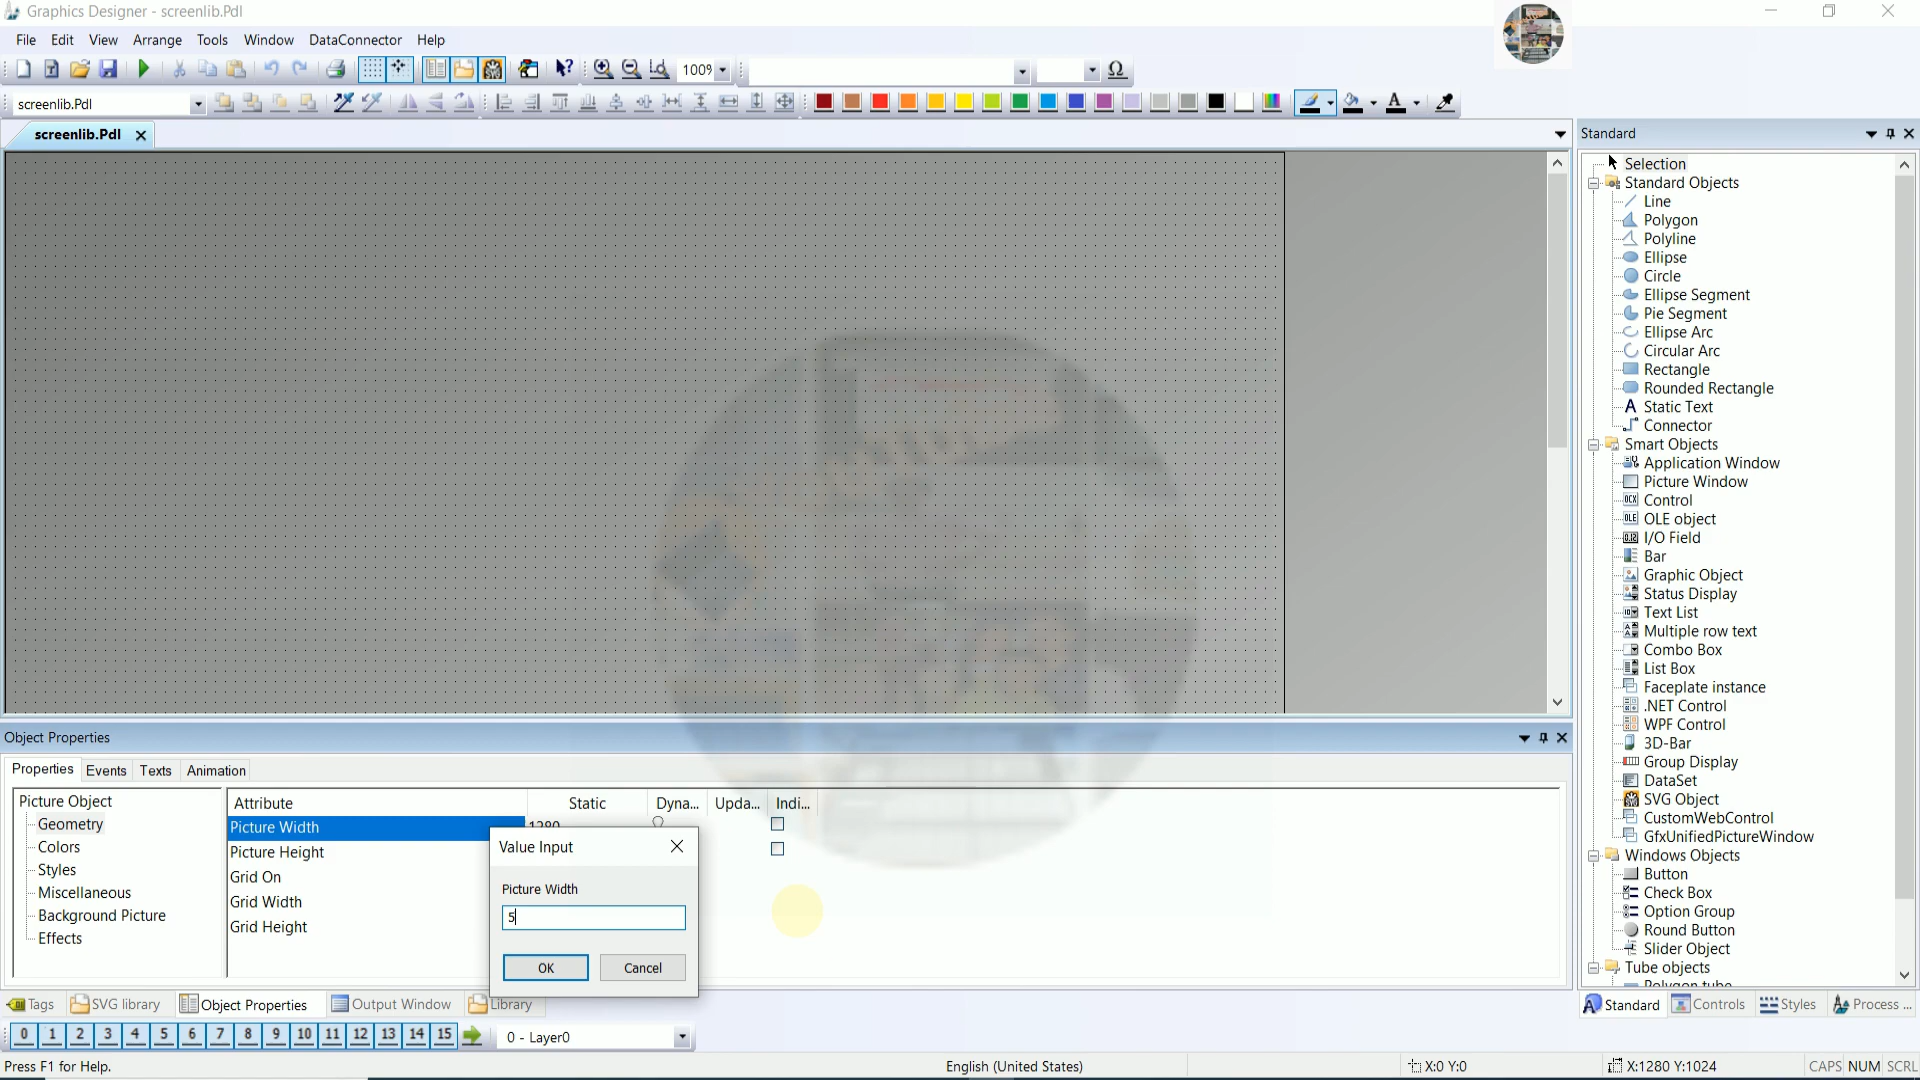 Graphics Designer - screenlib.Pdl
File Edit View Arrange Tools Window DataConnector Help
100%
screenlib.Pdl
screenlib.Pdl
Standard
Selection
Standard Objects
Line
Polygon
Polyline
Ellipse
Circle
Ellipse Segment
Pie Segment
Ellipse Arc
Circular Arc
Rectangle
Rounded Rectangle
Static Text
Connector
Smart Objects
Application Window
Picture Window
Control
OLE object
I/O Field
Bar
Graphic Object
Status Display
Text List
Multiple row text
Combo Box
List Box
Faceplate instance
.NET Control
WPF Control
3D-Bar
Group Display
DataSet
SVG Object
CustomWebControl
GfxUnifiedPictureWindow
Windows Objects
Button
Check Box
Option Group
Round Button
Slider Object
Tube objects
Polygon tube
Standard Controls Styles Process ...
Object Properties
Properties Events Texts Animation
Picture Object
Geometry
Colors
Styles
Miscellaneous
Background Picture
Effects
Attribute Static Dyna... Upda... Indi...
Picture Width 1280
Picture Height
Grid On
Grid Width
Grid Height
Value Input
Picture Width
5
OK Cancel
Tags SVG library Object Properties Output Window Library
0 1 2 3 4 5 6 7 8 9 10 11 12 13 14 15 0 - Layer0
Press F1 for Help. English (United States) X:0 Y:0 X:1280 Y:1024 CAPS NUM SCRL